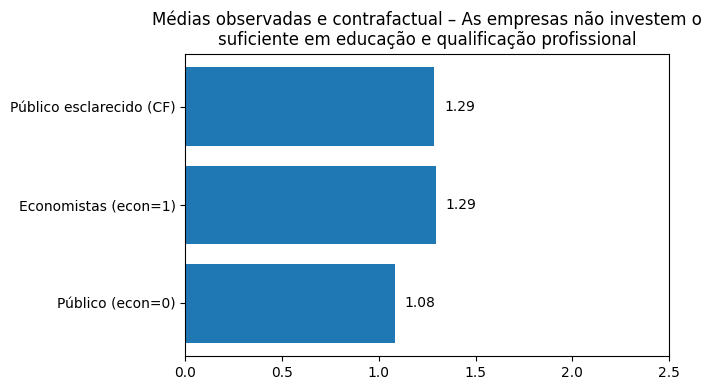 Médias observadas e contrafactual – As empresas não investem o
suficiente em educação e qualificação profissional
Público esclarecido (CF)
1.29
Economistas (econ=1)
1.29
Público (econ=0)
1.08
0.0 0.5 1.0 1.5 2.0 2.5